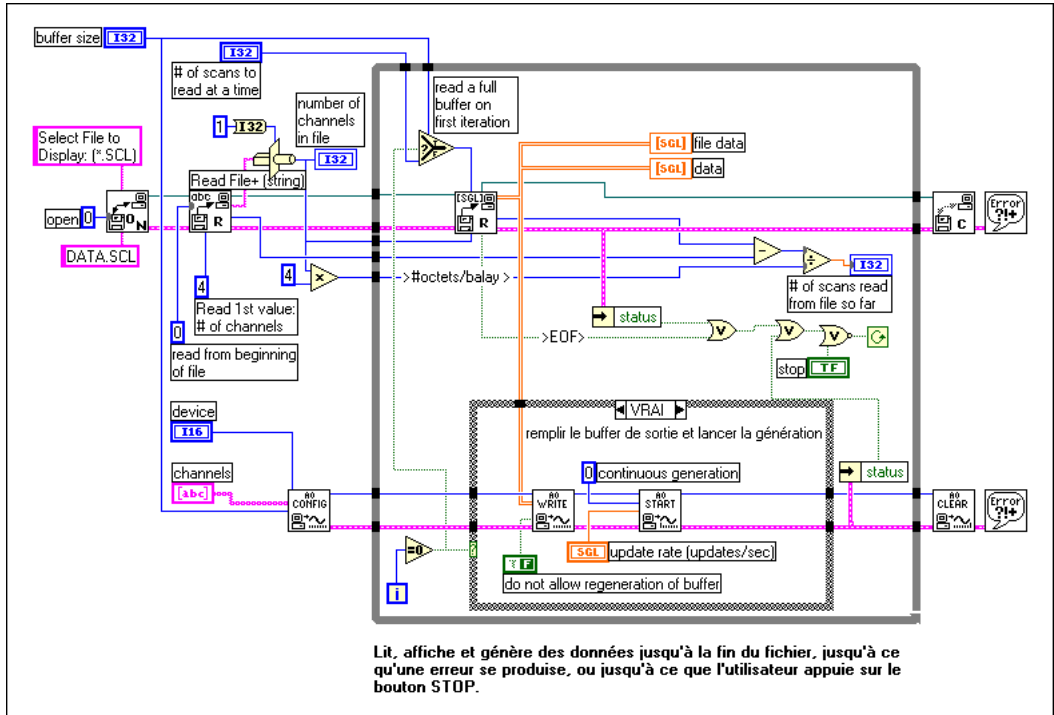 buffer size
I32
I32
# of scans to
read at a time
read a full
buffer on
first iteration
number of
channels
in file
I32
1
I32
Select File to
Display: (*.SCL)
?
T
F
[SGL]
file data
[SGL]
data
Read File+ (string)
abc
R
[SGL]
R
open
0
O
N
C
Error
?!+
DATA.SCL
4
×
>#octets/balay >
-
÷
I32
# of scans read
from file so far
4
Read 1st value:
# of channels
0
read from beginning
of file
status
>EOF>
V
V
V
stop
TF
VRAI
remplir le buffer de sortie et lancer la génération
device
I16
channels
[abc]
0
continuous generation
status
AO
CONFIG
AO
WRITE
AO
START
AO
CLEAR
Error
?!+
=0
?
SGL
update rate (updates/sec)
F
do not allow regeneration of buffer
i
Lit, affiche et génère des données jusqu'à la fin du fichier, jusqu'à ce
qu'une erreur se produise, ou jusqu'à ce que l'utilisateur appuie sur le
bouton STOP.